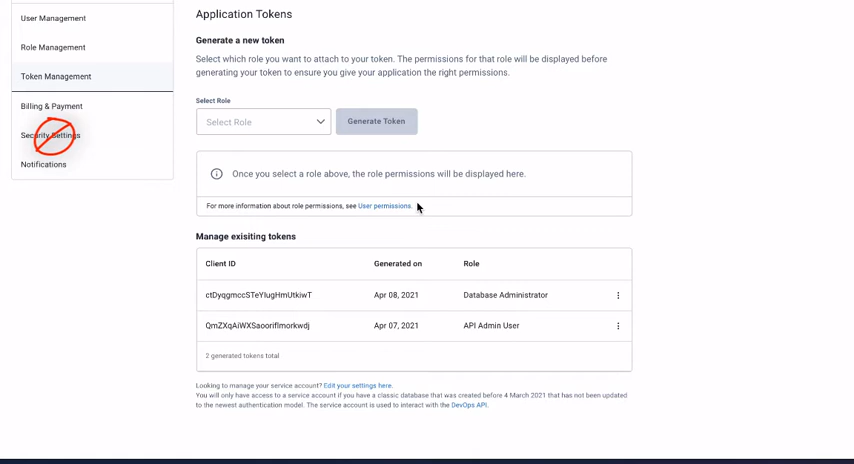 User Management
Role Management
Token Management
Billing & Payment
Security Settings
Notifications
Application Tokens
Generate a new token
Select which role you want to attach to your token. The permissions for that role will be displayed before
generating your token to ensure you give your application the right permissions.
Select Role
Select Role
Generate Token
Once you select a role above, the role permissions will be displayed here.
For more information about role permissions, see User permissions.
Manage exisiting tokens
Client ID Generated on Role
ctDyqgmccSTeYIugHmUtkiwT Apr 08, 2021 Database Administrator
QmZXqAiWXSaoorifImorkwdj Apr 07, 2021 API Admin User
2 generated tokens total
Looking to manage your service account? Edit your settings here.
You will only have access to a service account if you have a classic database that was created before 4 March 2021 that has not been updated
to the newest authentication model. The service account is used to interact with the DevOps API.